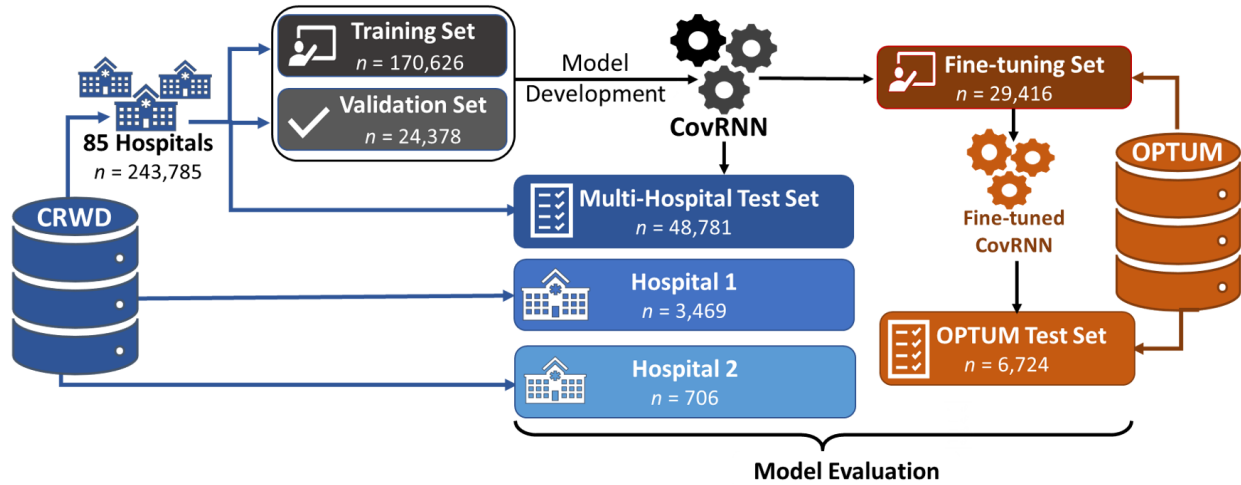 CRWD
85 Hospitals
n = 243,785
Training Set
n = 170,626
Validation Set
n = 24,378
Model
Development
CovRNN
Multi-Hospital Test Set
n = 48,781
Hospital 1
n = 3,469
Hospital 2
n = 706
Fine-tuning Set
n = 29,416
Fine-tuned
CovRNN
OPTUM
OPTUM Test Set
n = 6,724
Model Evaluation